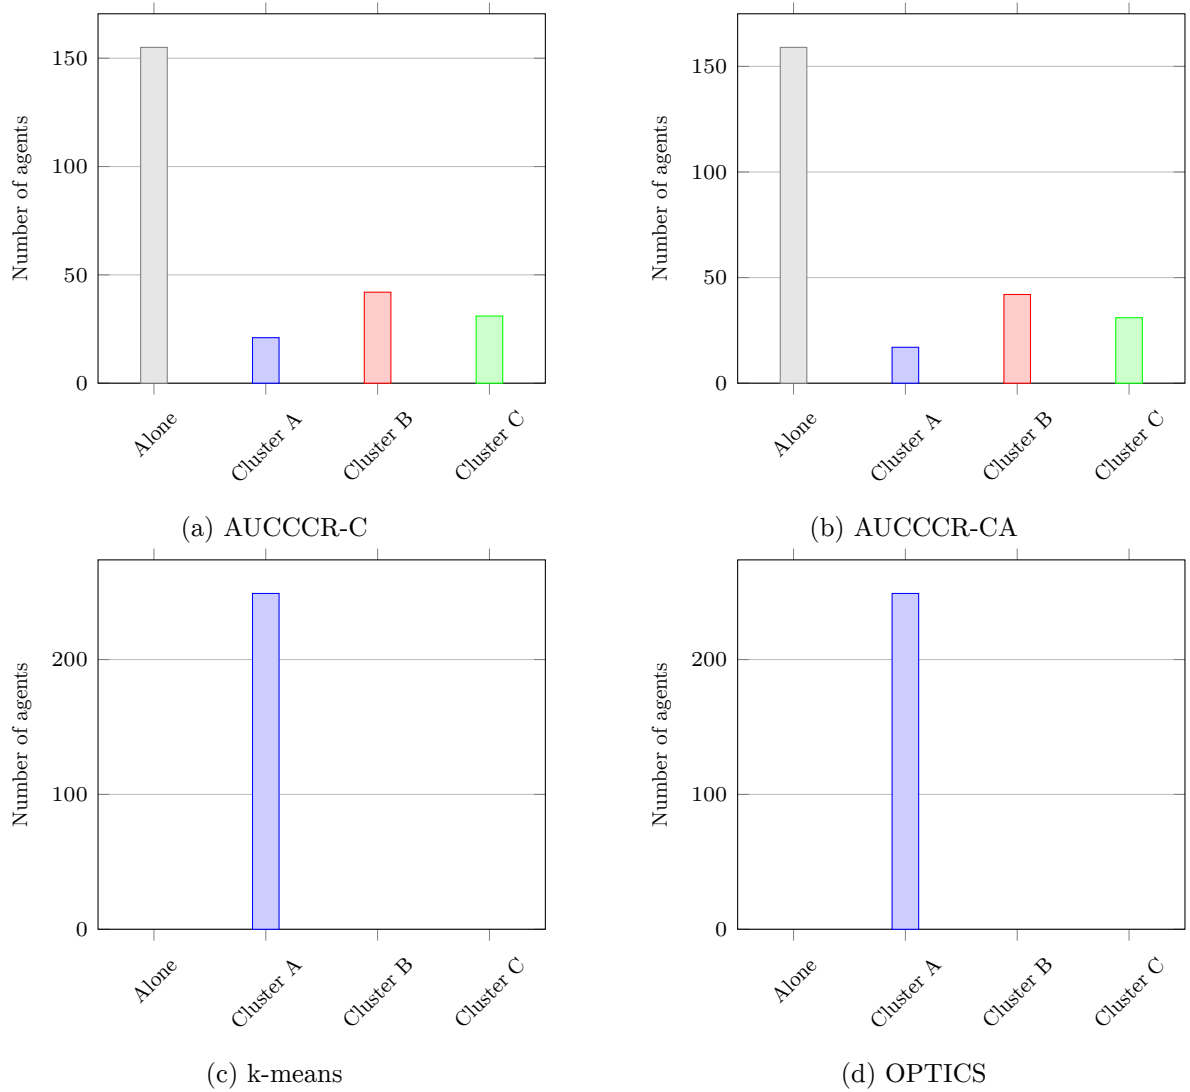 Number of agents
150
100
50
0
Alone
Cluster A
Cluster B
Cluster C
(a) AUCCCR-C
Number of agents
150
100
50
0
Alone
Cluster A
Cluster B
Cluster C
(b) AUCCCR-CA
Number of agents
200
100
0
Alone
Cluster A
Cluster B
Cluster C
(c) k-means
Number of agents
200
100
0
Alone
Cluster A
Cluster B
Cluster C
(d) OPTICS